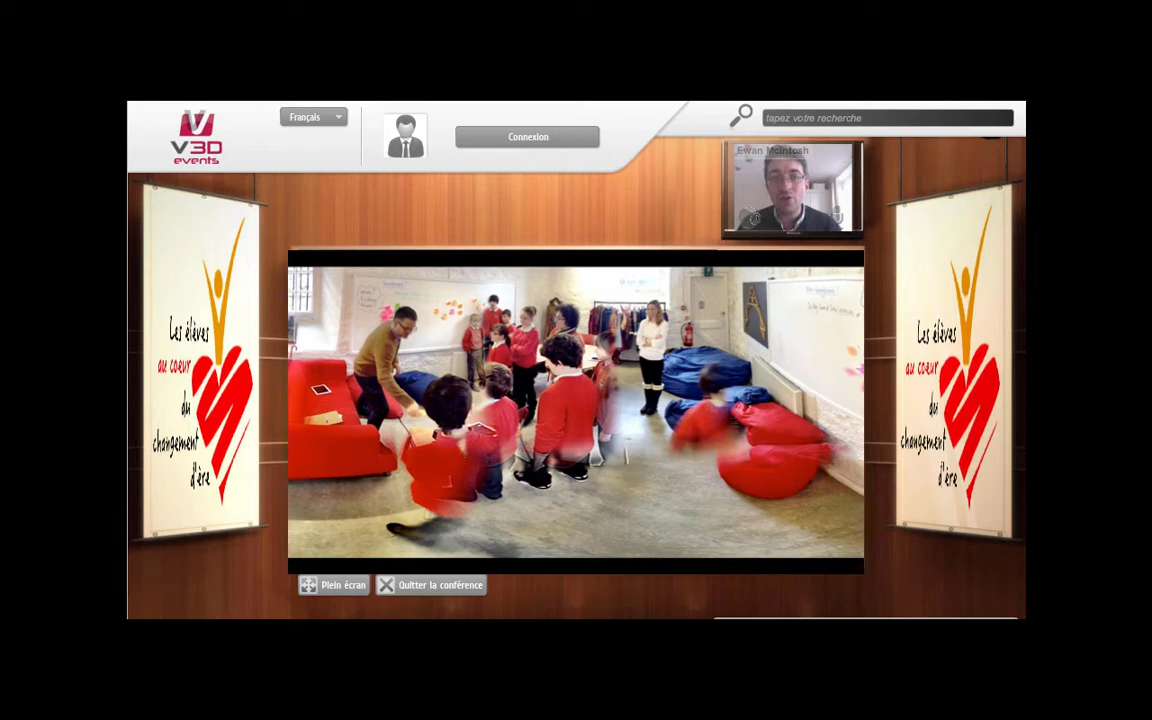 V3D
events
Français
Connexion
tapez votre recherche
Ewan McIntosh
Les élèves
au coeur
du
changement
d'ère
Les élèves
au coeur
du
changement
d'ère
Plein écran
Quitter la conférence